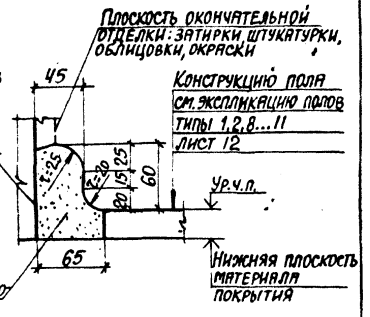 Плоскость окончательной
отделки: затирки, штукатурки,
облицовки, окраски
45
Конструкцию пола
см. экспликацию полов
типы 1,2,8...11
лист 12
r=25
r=20
25
15
20
60
Ур.ч.п.
65
Нижняя плоскость
материала
покрытия